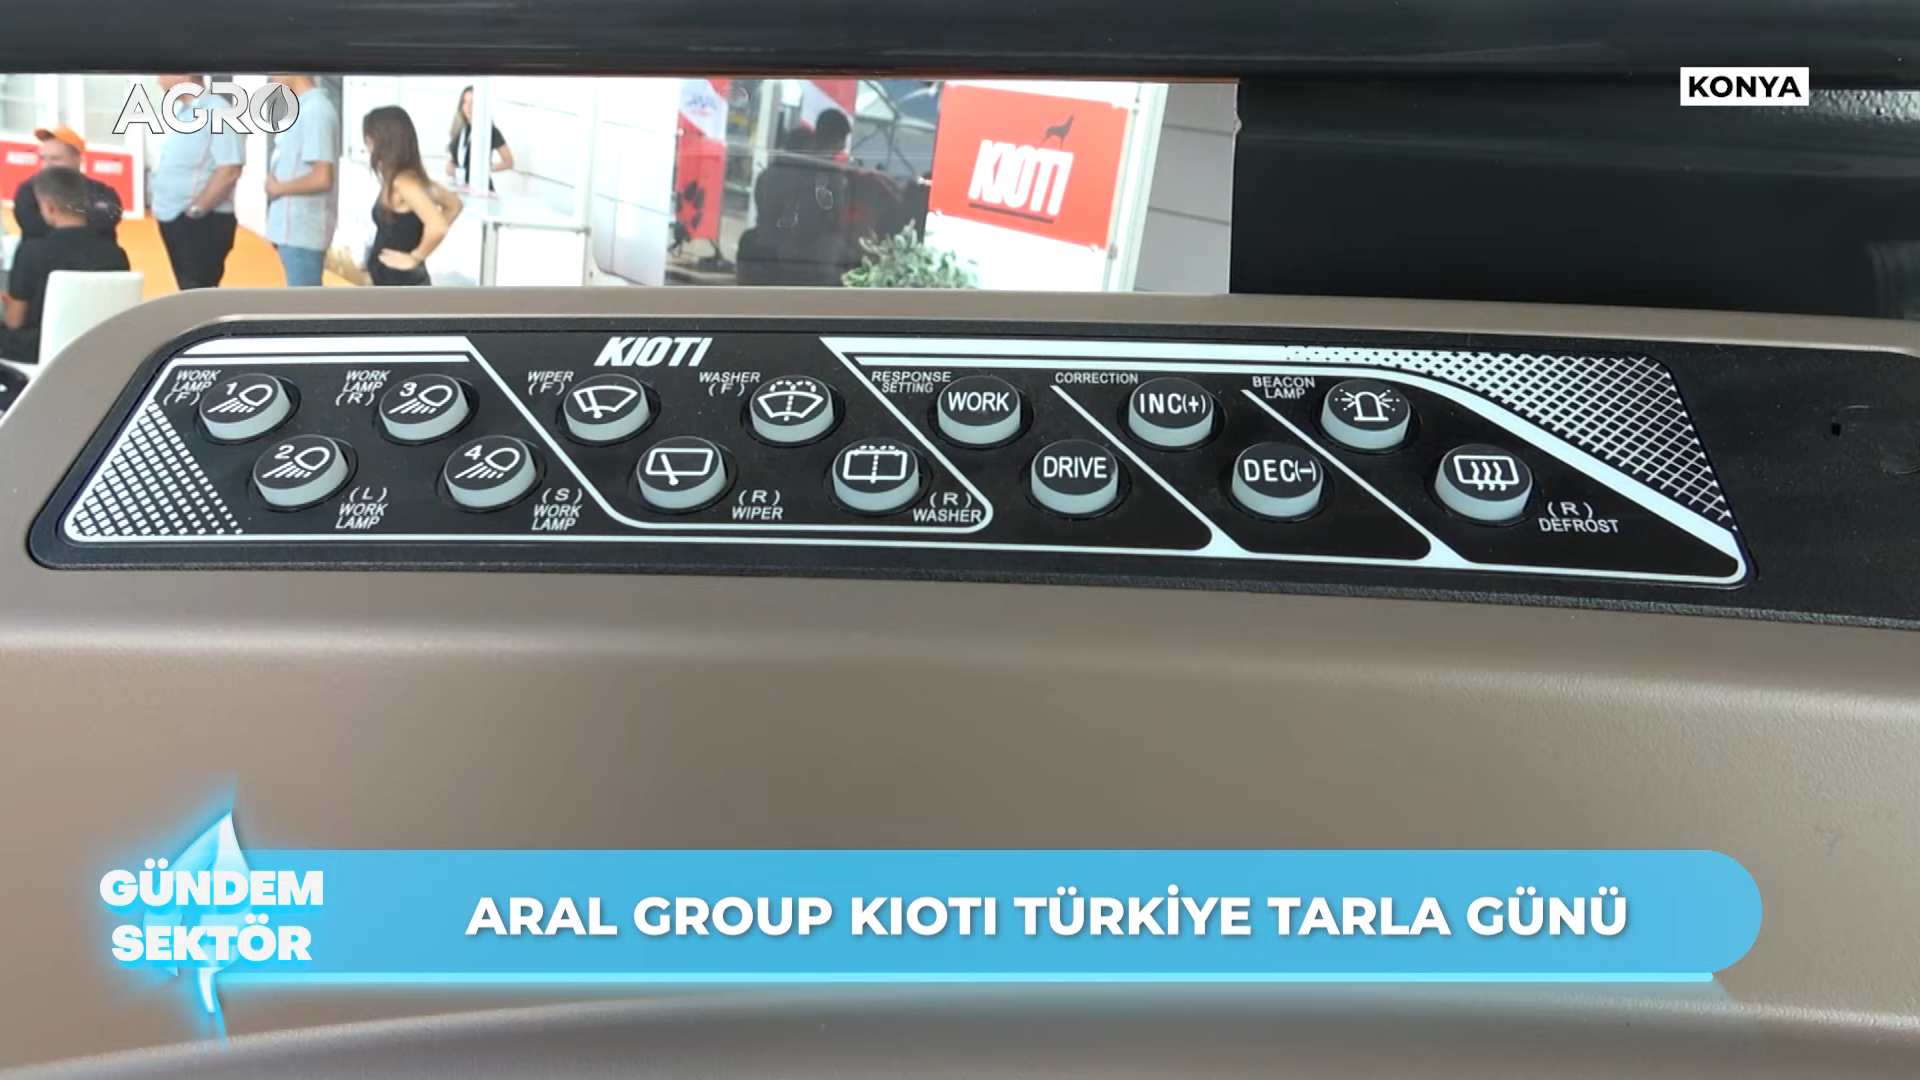 AGRO
KONYA
KIOTI
KIOTI
KIOTI
KIOTI
WORK
LAMP
(F)
1
WORK
LAMP
(R)
3
WIPER
(F)
WASHER
(F)
RESPONSE
SETTING
WORK
CORRECTION
INC(+)
BEACON
LAMP
2
(L)
WORK
LAMP
4
(S)
WORK
LAMP
(R)
WIPER
(R)
WASHER
DRIVE
DEC(-)
(R)
DEFROST
GÜNDEM
SEKTÖR
ARAL GROUP KIOTI TÜRKİYE TARLA GÜNÜ